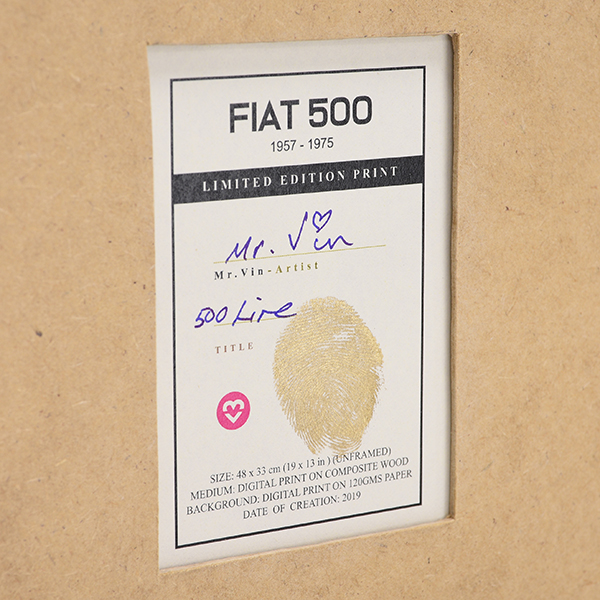 FIAT 500
1957 - 1975
LIMITED EDITION PRINT
Mr. Vin
Mr.Vin-Artist
500 Lire
TITLE
SIZE: 48 x 33 cm (19 x 13 in) (UNFRAMED)
MEDIUM: DIGITAL PRINT ON COMPOSITE WOOD
BACKGROUND: DIGITAL PRINT ON 120GMS PAPER
DATE OF CREATION: 2019